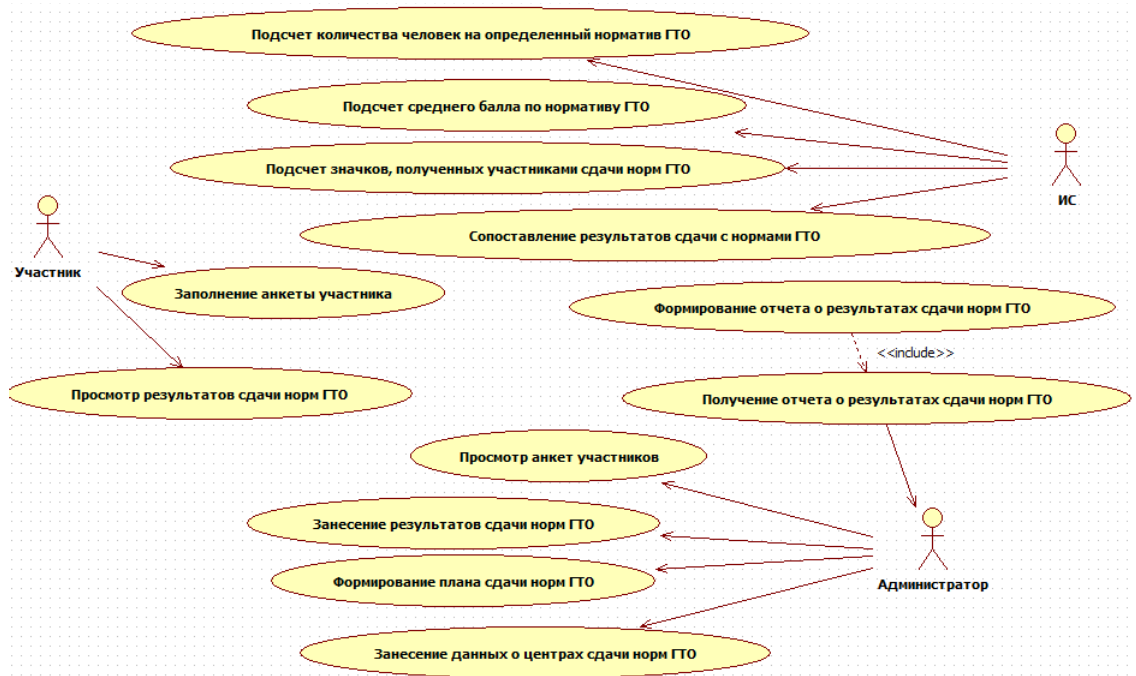 Подсчет количества человек на определенный норматив ГТО
Подсчет среднего балла по нормативу ГТО
Подсчет значков, полученных участниками сдачи норм ГТО
ИС
Сопоставление результатов сдачи с нормами ГТО
Участник
Заполнение анкеты участника
Формирование отчета о результатах сдачи норм ГТО
<<include>>
Просмотр результатов сдачи норм ГТО
Получение отчета о результатах сдачи норм ГТО
Просмотр анкет участников
Занесение результатов сдачи норм ГТО
Формирование плана сдачи норм ГТО
Администратор
Занесение данных о центрах сдачи норм ГТО